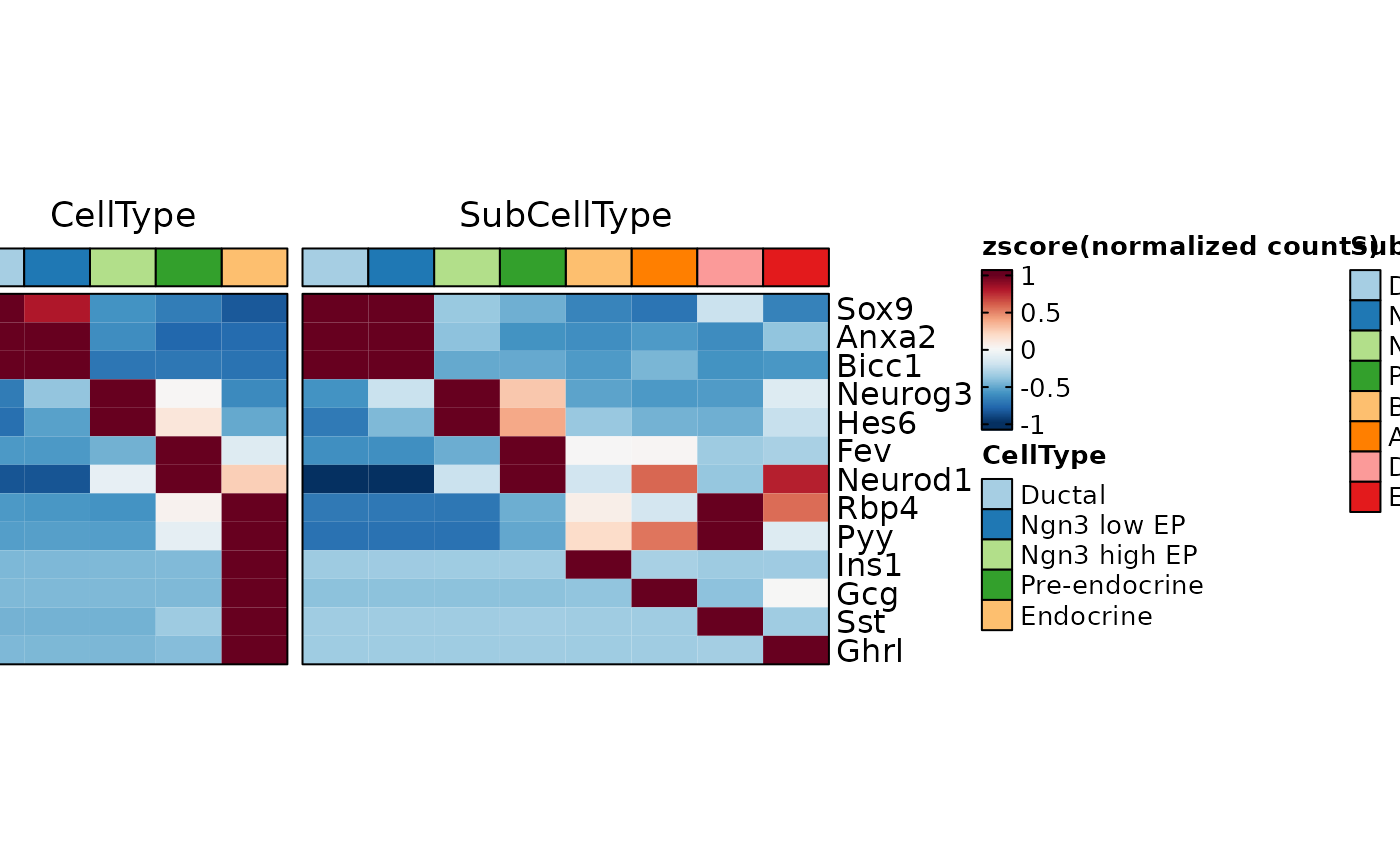 CellType
SubCellType
Sox9
Anxa2
Bicc1
Neurog3
Hes6
Fev
Neurod1
Rbp4
Pyy
Ins1
Gcg
Sst
Ghrl
zscore(normalized counts)
1
0.5
0
-0.5
-1
CellType
Ductal
Ngn3 low EP
Ngn3 high EP
Pre-endocrine
Endocrine
D
N
N
P
B
A
D
E